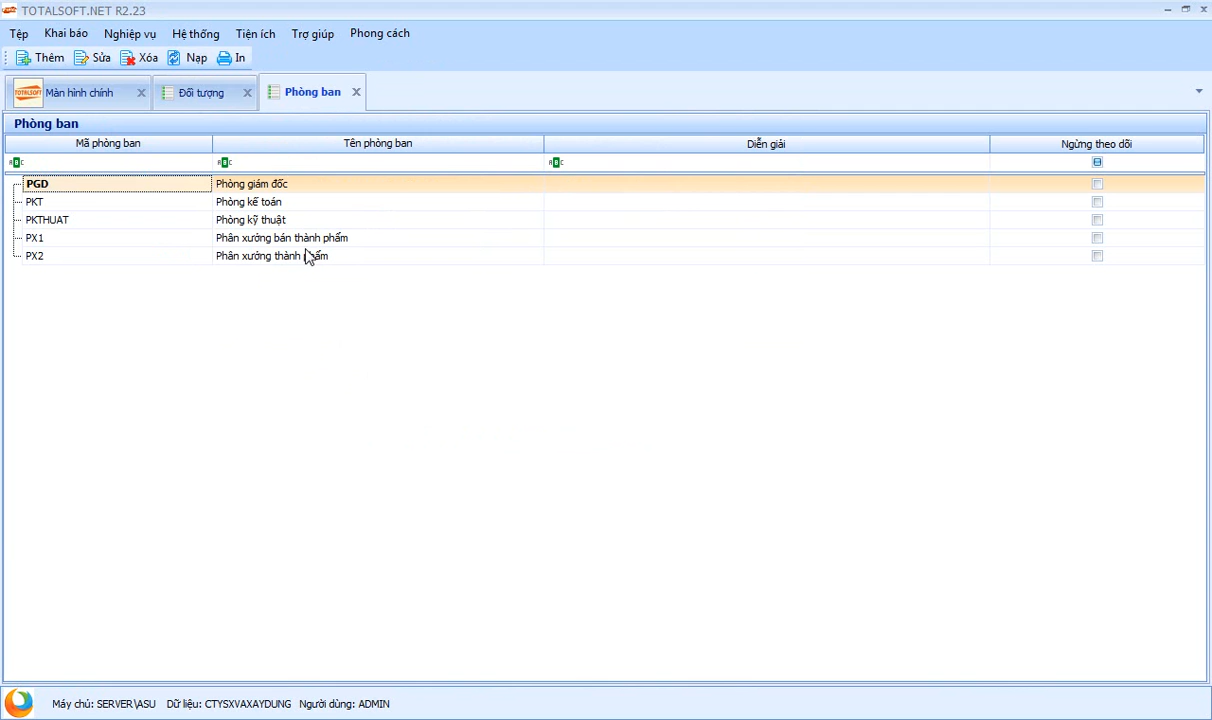 TOTALSOFT.NET R2.23
Tệp Khai báo Nghiệp vụ Hệ thống Tiện ích Trợ giúp Phong cách
Thêm Sửa Xóa Nạp In
TOTALSOFT Màn hình chính Đối tượng Phòng ban
Phòng ban
Mã phòng ban Tên phòng ban Diễn giải Ngừng theo dõi
PGD Phòng giám đốc
PKT Phòng kế toán
PKTHUAT Phòng kỹ thuật
PX1 Phân xưởng bán thành phẩm
PX2 Phân xưởng thành phẩm
Máy chủ: SERVER\ASU Dữ liệu: CTYSXVAXAYDUNG Người dùng: ADMIN